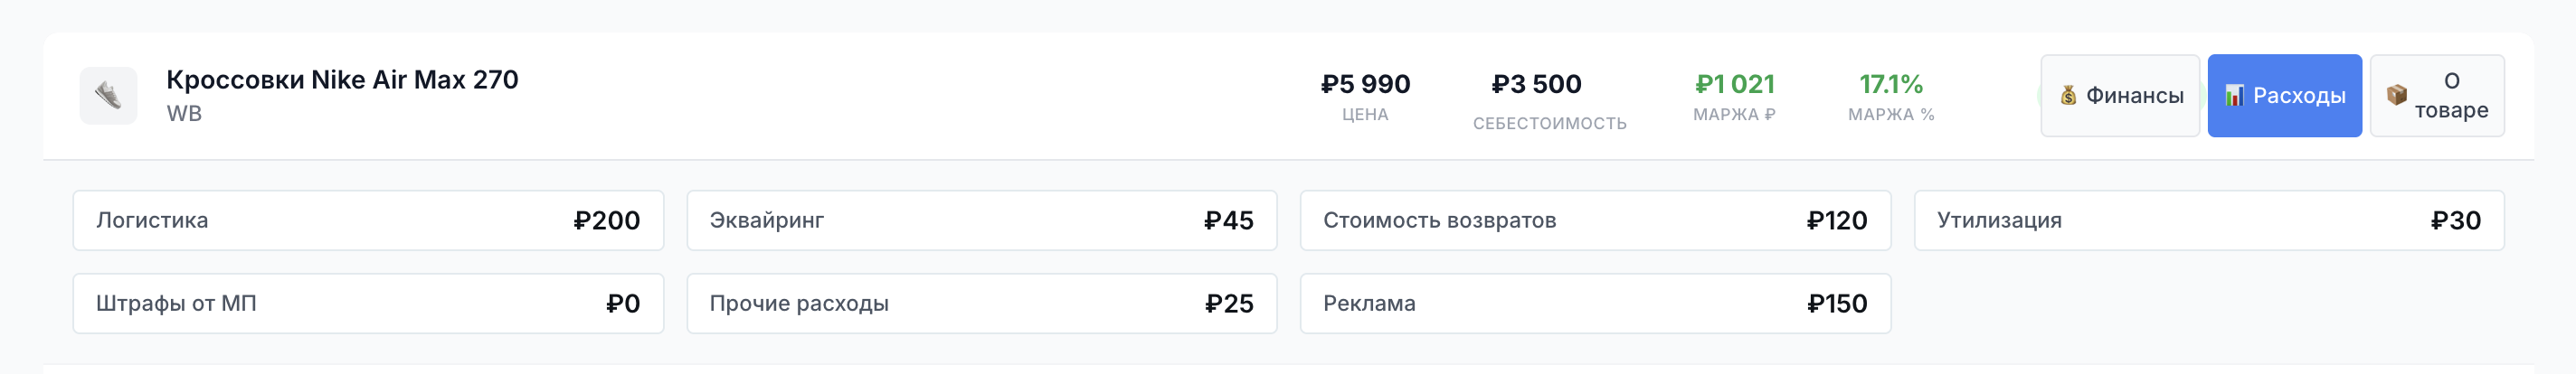 Кроссовки Nike Air Max 270
WB
₽5 990
ЦЕНА
₽3 500
СЕБЕСТОИМОСТЬ
₽1 021
МАРЖА ₽
17.1%
МАРЖА %
Финансы
Расходы
О
товаре
Логистика ₽200
Эквайринг ₽45
Стоимость возвратов ₽120
Утилизация ₽30
Штрафы от МП ₽0
Прочие расходы ₽25
Реклама ₽150